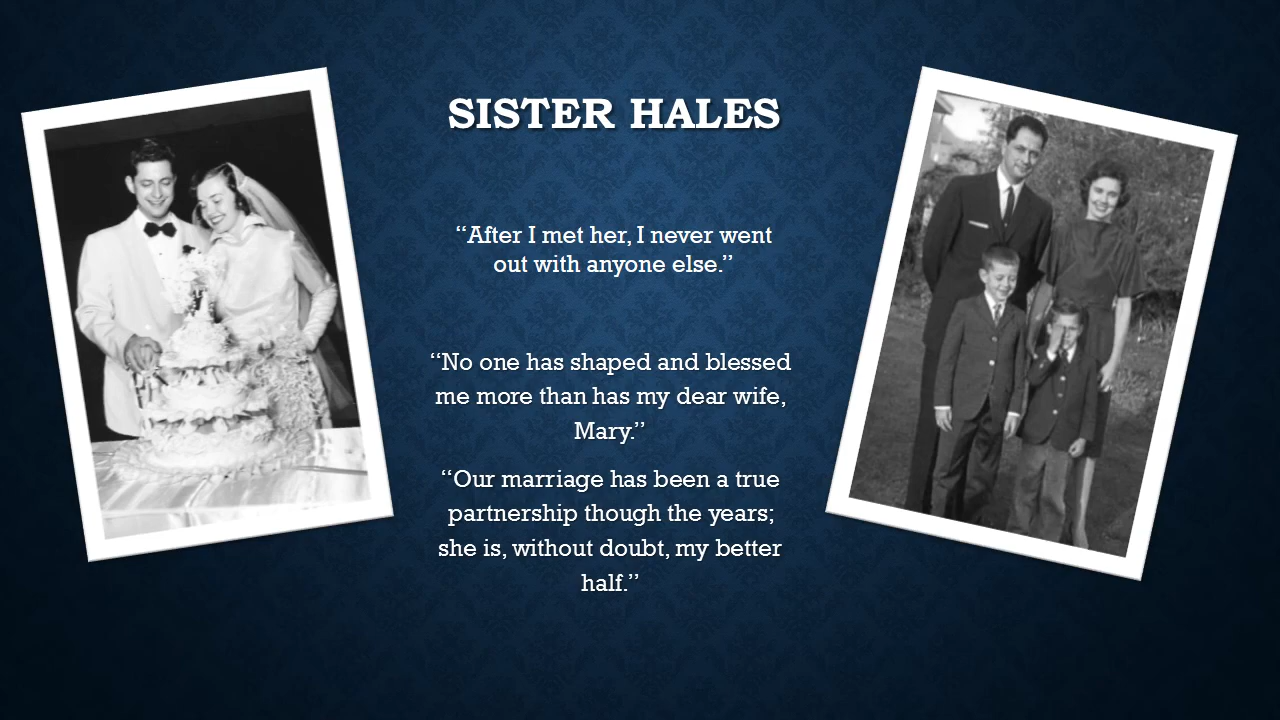 SISTER HALES
“After I met her, I never went
out with anyone else.”
“No one has shaped and blessed
me more than has my dear wife,
Mary.”
“Our marriage has been a true
partnership though the years;
she is, without doubt, my better
half.”